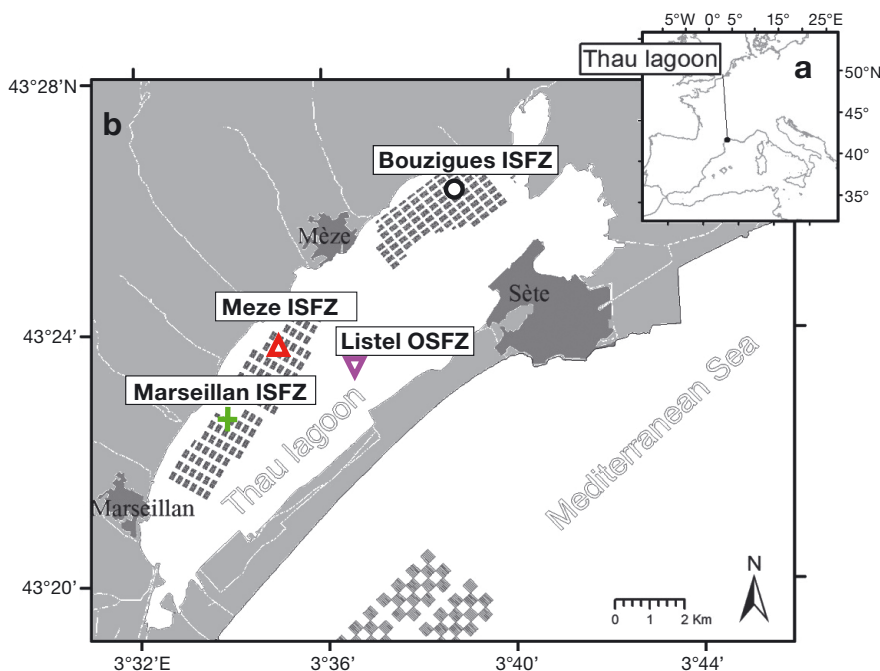 5°W 0° 5° 15° 25°E
Thau lagoon
a
50°N
45°
40°
35°
43°28'N
b
Bouzigues ISFZ
Mèze
Meze ISFZ
Sète
43°24'
Listel OSFZ
Marseillan ISFZ
Thau lagoon
Mediterranean Sea
Marseillan
N
43°20'
0 1 2 Km
3°32'E 3°36' 3°40' 3°44'